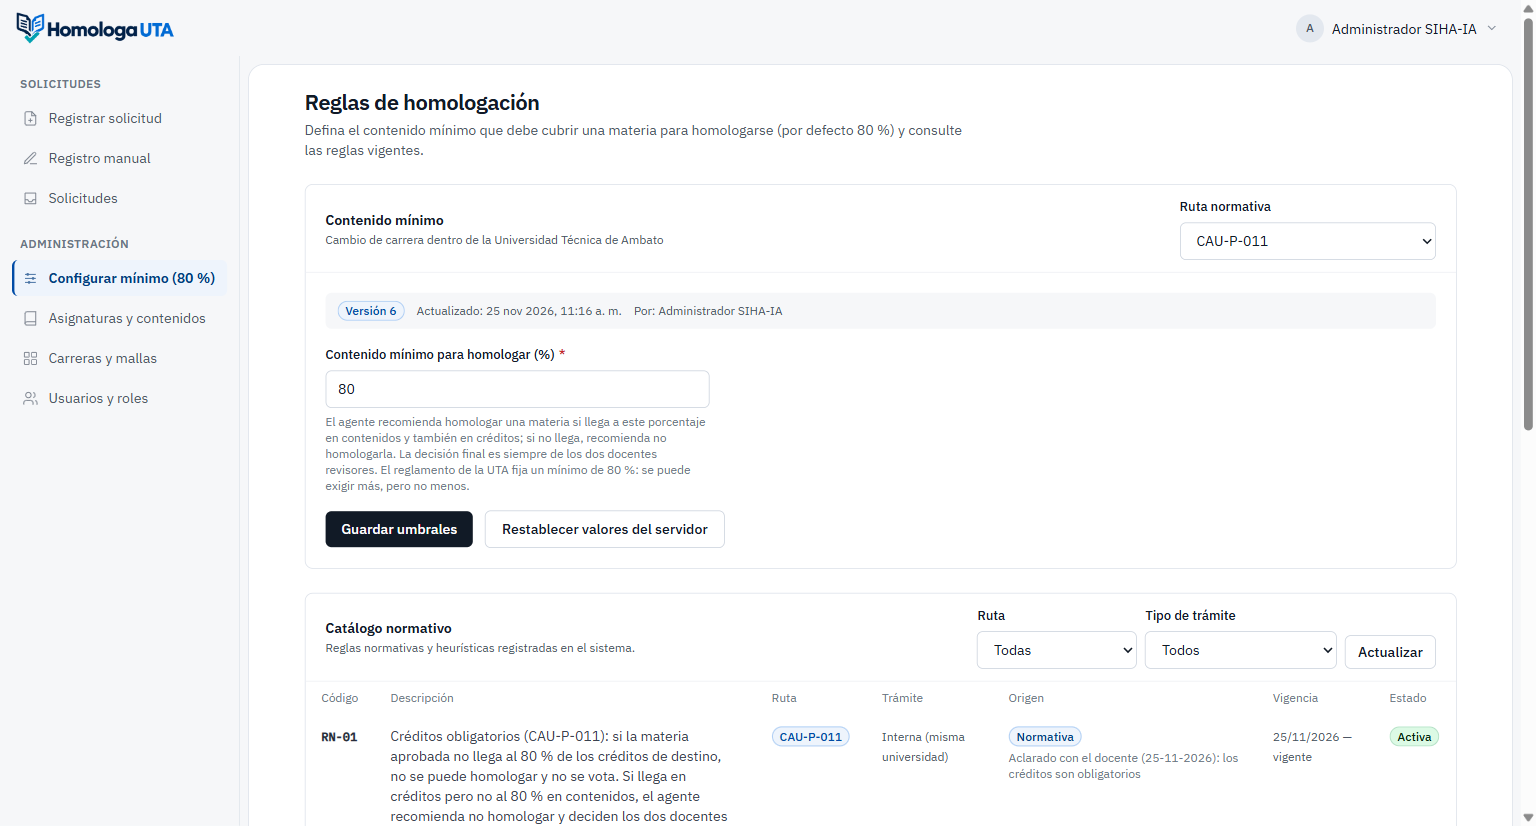 HomologaUTA
A
Administrador SIHA-IA
SOLICITUDES
Registrar solicitud
Registro manual
Solicitudes
ADMINISTRACIÓN
Configurar mínimo (80 %)
Asignaturas y contenidos
Carreras y mallas
Usuarios y roles
Reglas de homologación
Defina el contenido mínimo que debe cubrir una materia para homologarse (por defecto 80 %) y consulte
las reglas vigentes.
Contenido mínimo
Cambio de carrera dentro de la Universidad Técnica de Ambato
Ruta normativa
CAU-P-011
Versión 6 Actualizado: 25 nov 2026, 11:16 a. m. Por: Administrador SIHA-IA
Contenido mínimo para homologar (%) *
80
El agente recomienda homologar una materia si llega a este porcentaje
en contenidos y también en créditos; si no llega, recomienda no
homologarla. La decisión final es siempre de los dos docentes
revisores. El reglamento de la UTA fija un mínimo de 80 %: se puede
exigir más, pero no menos.
Guardar umbrales
Restablecer valores del servidor
Catálogo normativo
Reglas normativas y heurísticas registradas en el sistema.
Ruta
Todas
Tipo de trámite
Todos
Actualizar
Código Descripción Ruta Trámite Origen Vigencia Estado
RN-01
Créditos obligatorios (CAU-P-011): si la materia
aprobada no llega al 80 % de los créditos de destino,
no se puede homologar y no se vota. Si llega en
créditos pero no al 80 % en contenidos, el agente
recomienda no homologar y deciden los dos docentes
CAU-P-011
Interna (misma
universidad)
Normativa
Aclarado con el docente (25-11-2026): los
créditos son obligatorios
25/11/2026 —
vigente
Activa